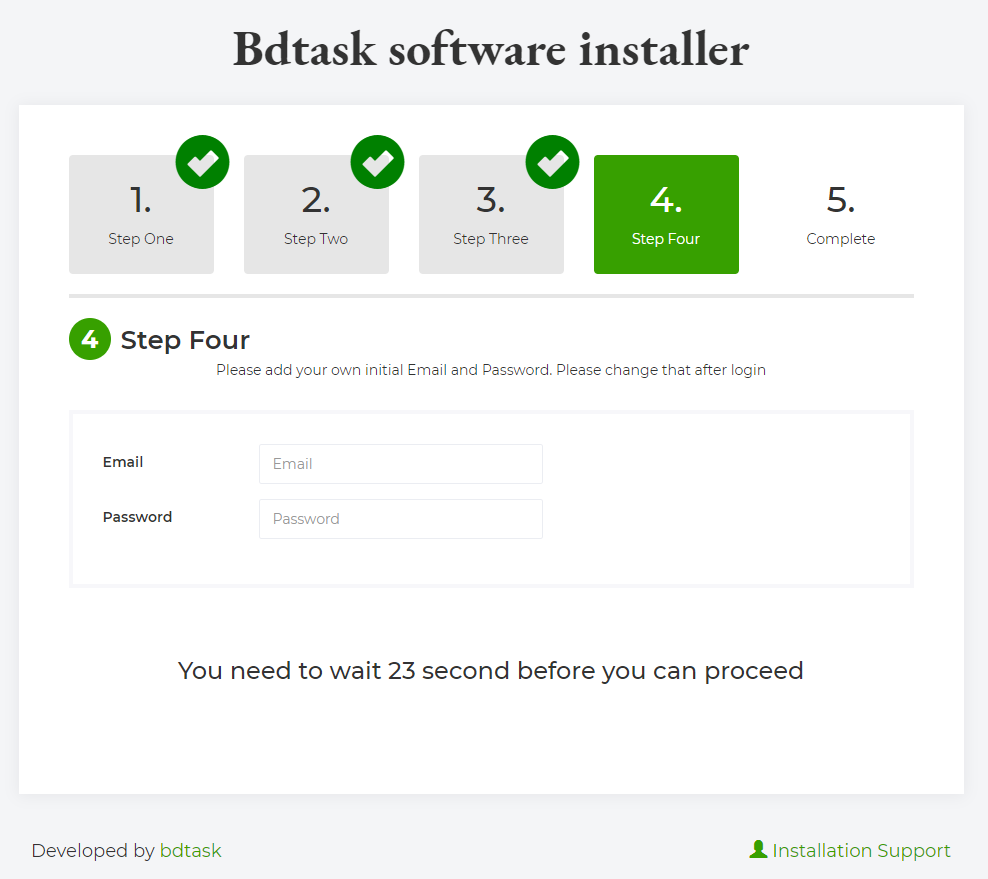 Bdtask software installer
1.
Step One
2.
Step Two
3.
Step Three
4.
Step Four
5.
Complete
4 Step Four
Please add your own initial Email and Password. Please change that after login
Email Email
Password Password
You need to wait 23 second before you can proceed
Developed by bdtask Installation Support